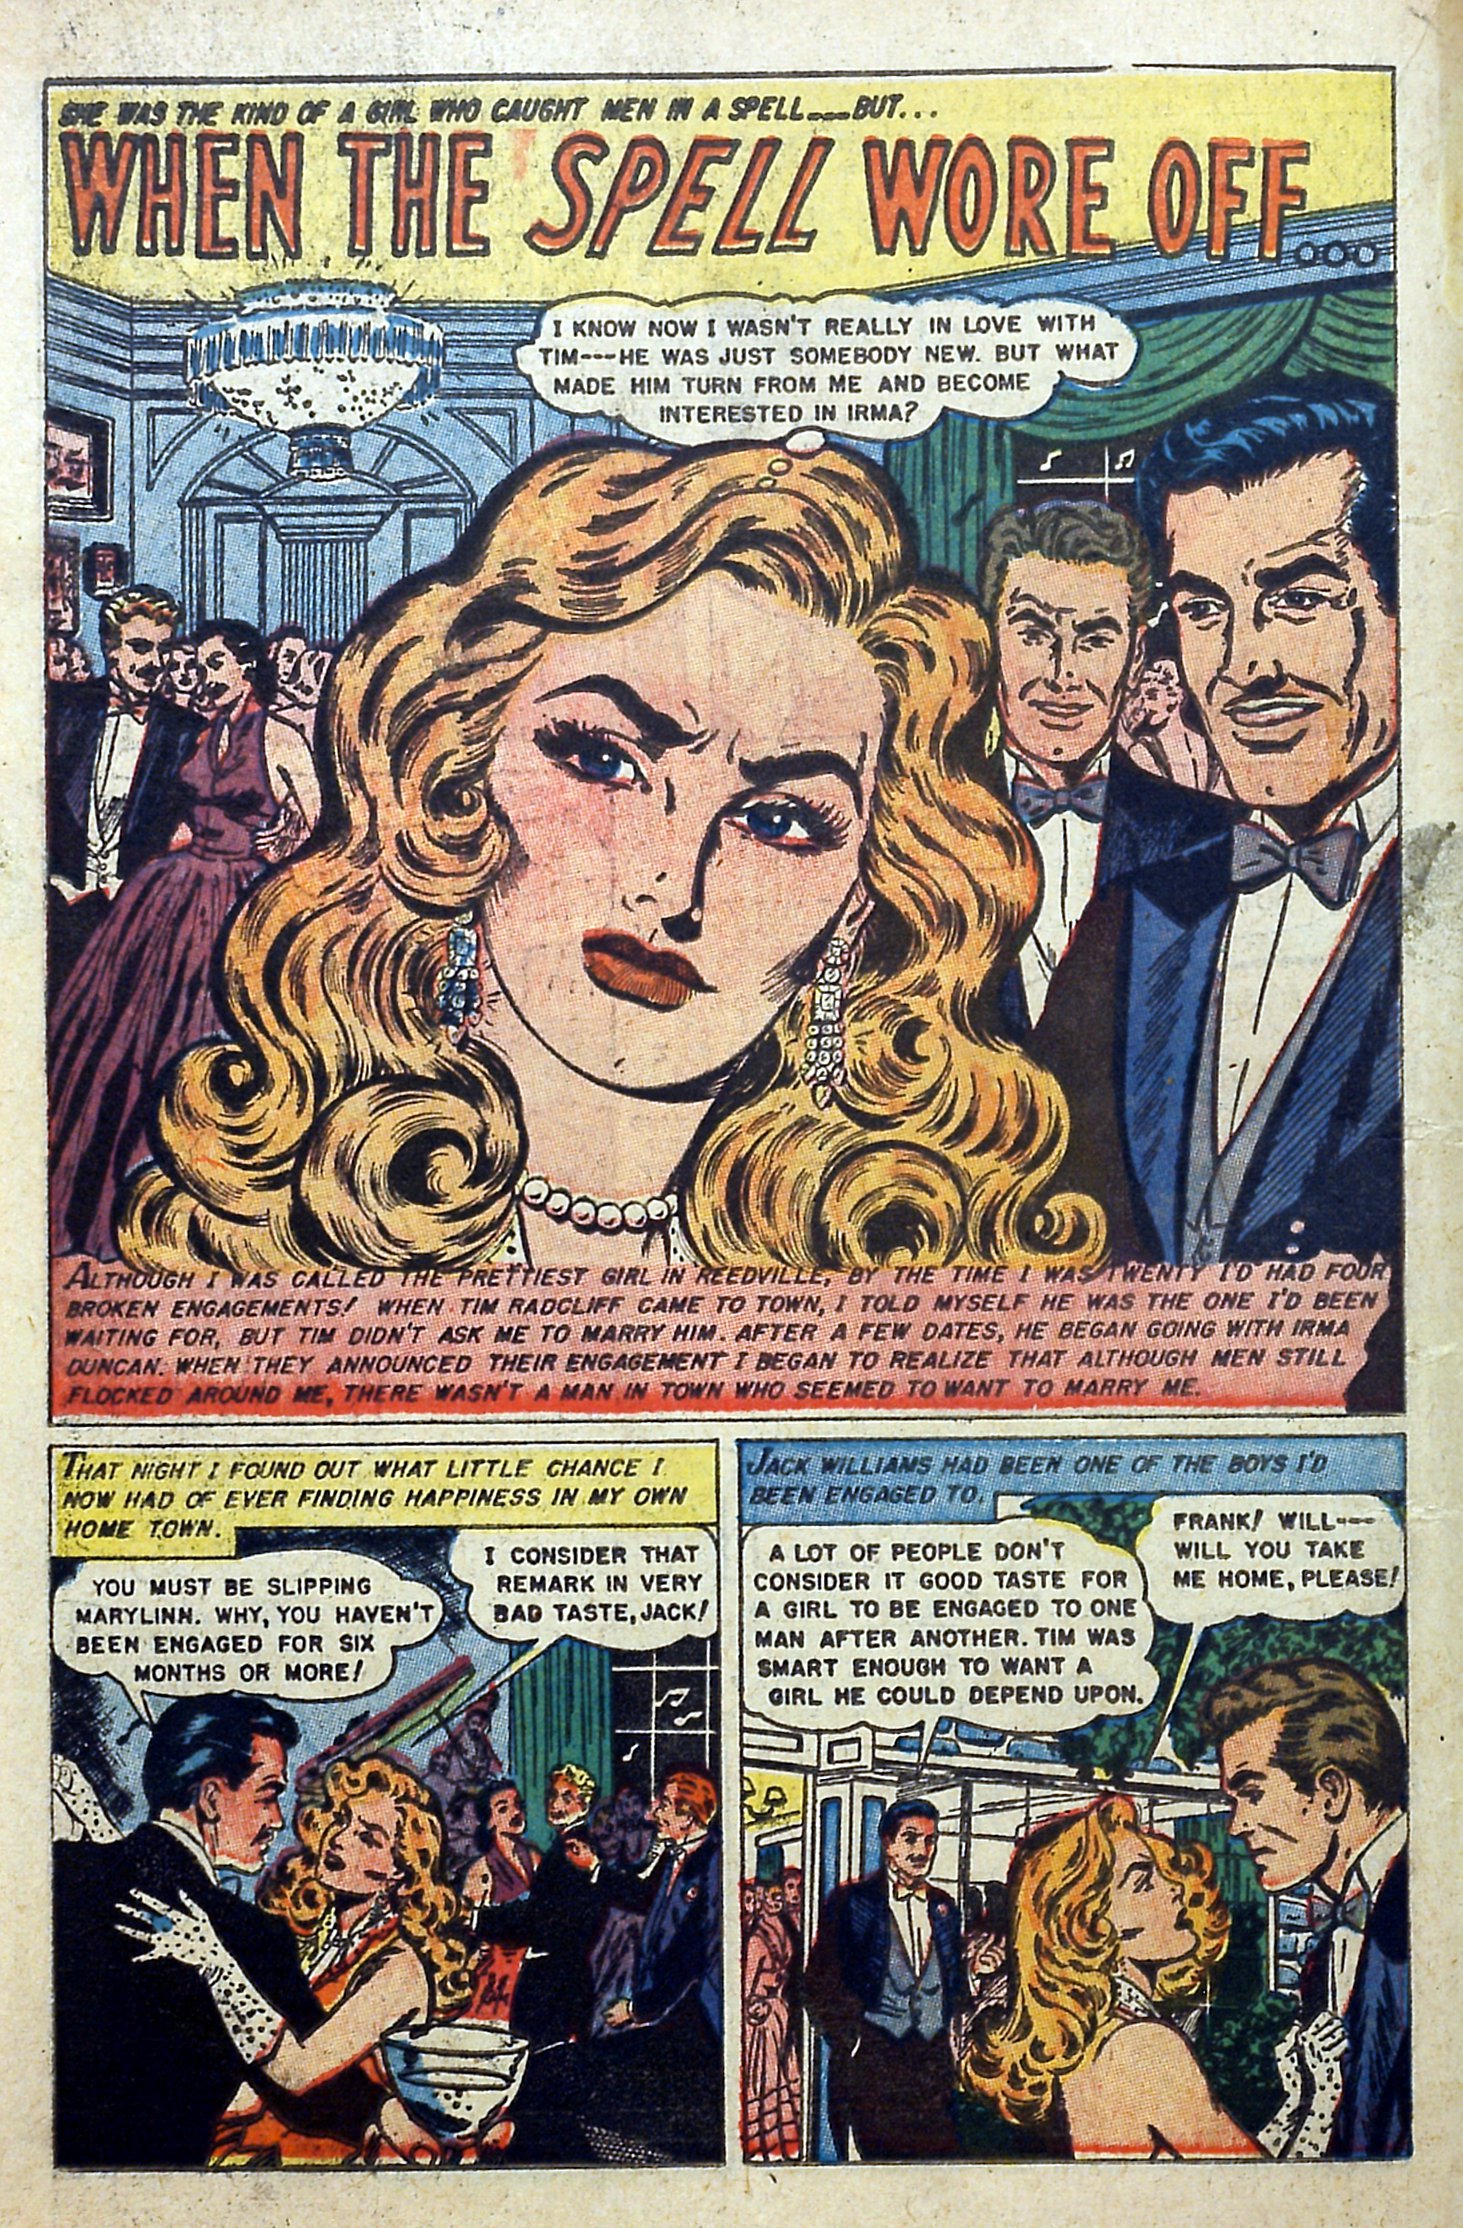 SHE WAS THE KIND OF A GIRL WHO CAUGHT MEN IN A SPELL---BUT...
WHEN THE SPELL WORE OFF...
I KNOW NOW I WASN'T REALLY IN LOVE WITH
TIM---HE WAS JUST SOMEBODY NEW. BUT WHAT
MADE HIM TURN FROM ME AND BECOME
INTERESTED IN IRMA?
ALTHOUGH I WAS CALLED THE PRETTIEST GIRL IN REEDVILLE, BY THE TIME I WAS TWENTY I'D HAD FOUR
BROKEN ENGAGEMENTS! WHEN TIM RADCLIFF CAME TO TOWN, I TOLD MYSELF HE WAS THE ONE I'D BEEN
WAITING FOR, BUT TIM DIDN'T ASK ME TO MARRY HIM. AFTER A FEW DATES, HE BEGAN GOING WITH IRMA
DUNCAN. WHEN THEY ANNOUNCED THEIR ENGAGEMENT I BEGAN TO REALIZE THAT ALTHOUGH MEN STILL
FLOCKED AROUND ME, THERE WASN'T A MAN IN TOWN WHO SEEMED TO WANT TO MARRY ME.
THAT NIGHT I FOUND OUT WHAT LITTLE CHANCE I
NOW HAD OF EVER FINDING HAPPINESS IN MY OWN
HOME TOWN.
YOU MUST BE SLIPPING
MARYLINN. WHY, YOU HAVEN'T
BEEN ENGAGED FOR SIX
MONTHS OR MORE!
I CONSIDER THAT
REMARK IN VERY
BAD TASTE, JACK!
JACK WILLIAMS HAD BEEN ONE OF THE BOYS I'D
BEEN ENGAGED TO.
A LOT OF PEOPLE DON'T
CONSIDER IT GOOD TASTE FOR
A GIRL TO BE ENGAGED TO ONE
MAN AFTER ANOTHER. TIM WAS
SMART ENOUGH TO WANT A
GIRL HE COULD DEPEND UPON.
FRANK! WILL---
WILL YOU TAKE
ME HOME, PLEASE!